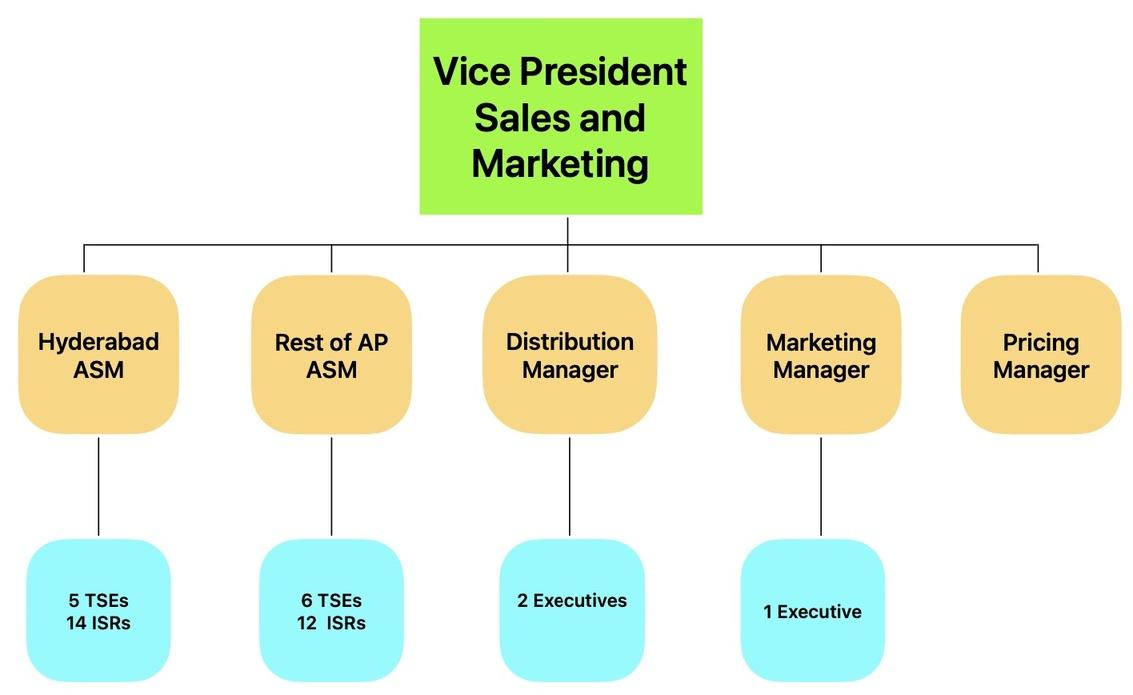 Vice President
Sales and
Marketing
Hyderabad
ASM
Rest of AP
ASM
Distribution
Manager
Marketing
Manager
Pricing
Manager
5 TSEs
14 ISRs
6 TSEs
12  ISRs
2 Executives
1 Executive